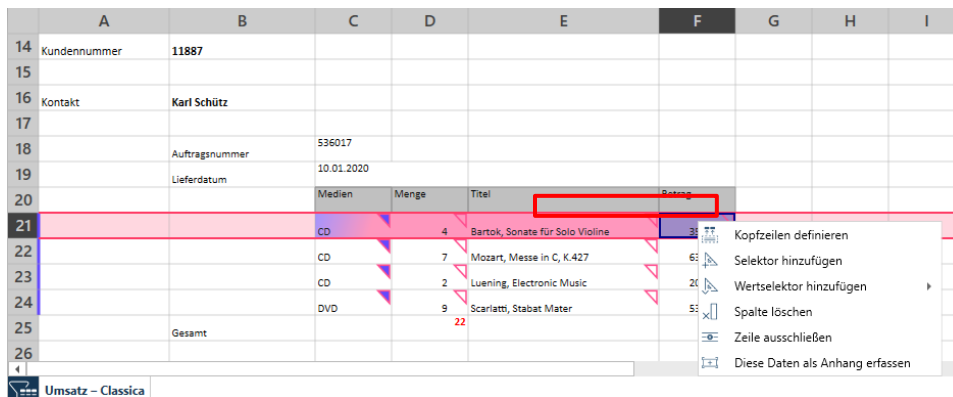 A B C D E F G H I
14 Kundennummer 11887
15
16 Kontakt Karl Schütz
17
18 Auftragsnummer 536017
19 Lieferdatum 10.01.2020
20 Medien Menge Titel Betrag
21 CD 4 Bartok, Sonate für Solo Violine
22 CD 7 Mozart, Messe in C, K.427
23 CD 2 Luening, Electronic Music
24 DVD 9 Scarlatti, Stabat Mater
25 Gesamt 22
26
Kopfzeilen definieren
Selektor hinzufügen
Wertselektor hinzufügen
Spalte löschen
Zeile ausschließen
Diese Daten als Anhang erfassen
Umsatz – Classica